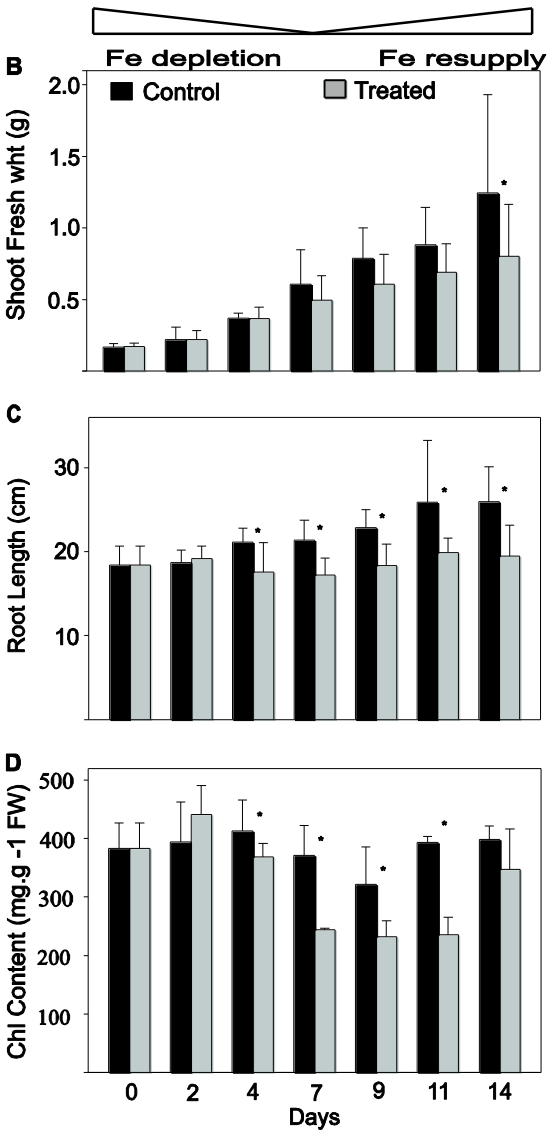 Fe depletion Fe resupply
B
Control Treated
Shoot Fresh wht (g)
2.0
1.5
1.0
0.5
*
C
Root Length (cm)
30
20
10
* * * * *
D
Chl Content (mg.g -1 FW)
500
400
300
200
100
* * * *
0 2 4 7 9 11 14
Days